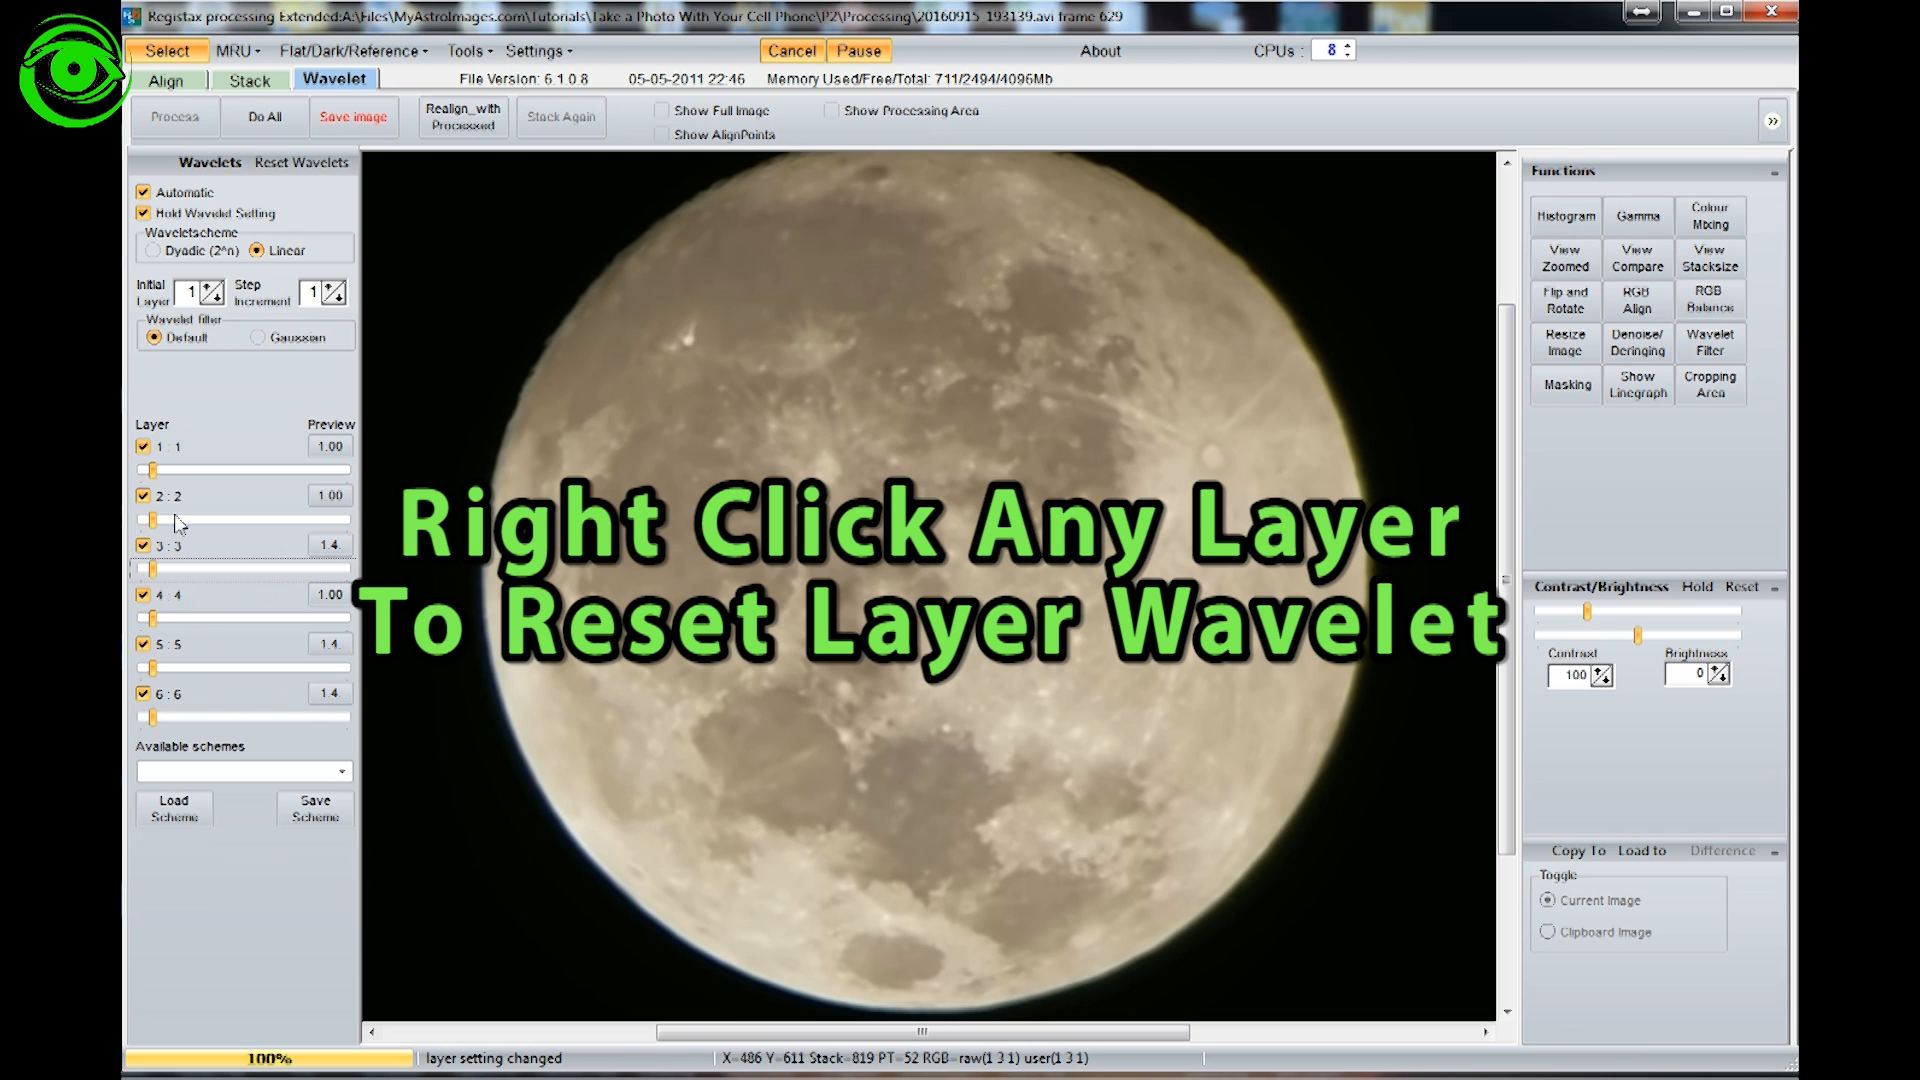 Registax processing Extended:A:\Files\MyAstroImages.com\Tutorials\Take a Photo With Your Cell Phone\P2\Processing\20160915_193139.avi frame 629
Select MRU Flat/Dark/Reference Tools Settings Cancel Pause About CPUs : 8
Align Stack Wavelet File Version: 6.1.0.8 05-05-2011 22:46 Memory Used/Free/Total: 711/2494/4096Mb
Process Do All Save image Realign_with Processed Stack Again
Show Full Image Show Processing Area
Show AlignPoints
Wavelets Reset Wavelets
Automatic
Hold Wavelet Setting
Waveletscheme
Dyadic (2^n) Linear
Initial Layer 1 Step Increment 1
Wavelet filter
Default Gaussian
Layer Preview
1 : 1 1.00
2 : 2 1.00
3 : 3 1.4.
4 : 4 1.00
5 : 5 1.4.
6 : 6 1.4.
Available schemes
Load Scheme Save Scheme
Right Click Any Layer
To Reset Layer Wavelet
Functions
Histogram Gamma Colour Mixing
View Zoomed View Compare View Stacksize
Flip and Rotate RGB Align RGB Balance
Resize Image Denoise/ Deringing Wavelet Filter
Masking Show Linegraph Cropping Area
Contrast/Brightness Hold Reset
Contrast Brightness
100 0
Copy To Load to Difference
Toggle
Current Image
Clipboard Image
100% layer setting changed X=486 Y=611 Stack=819 PT=52 RGB=raw(1 3 1) user(1 3 1)